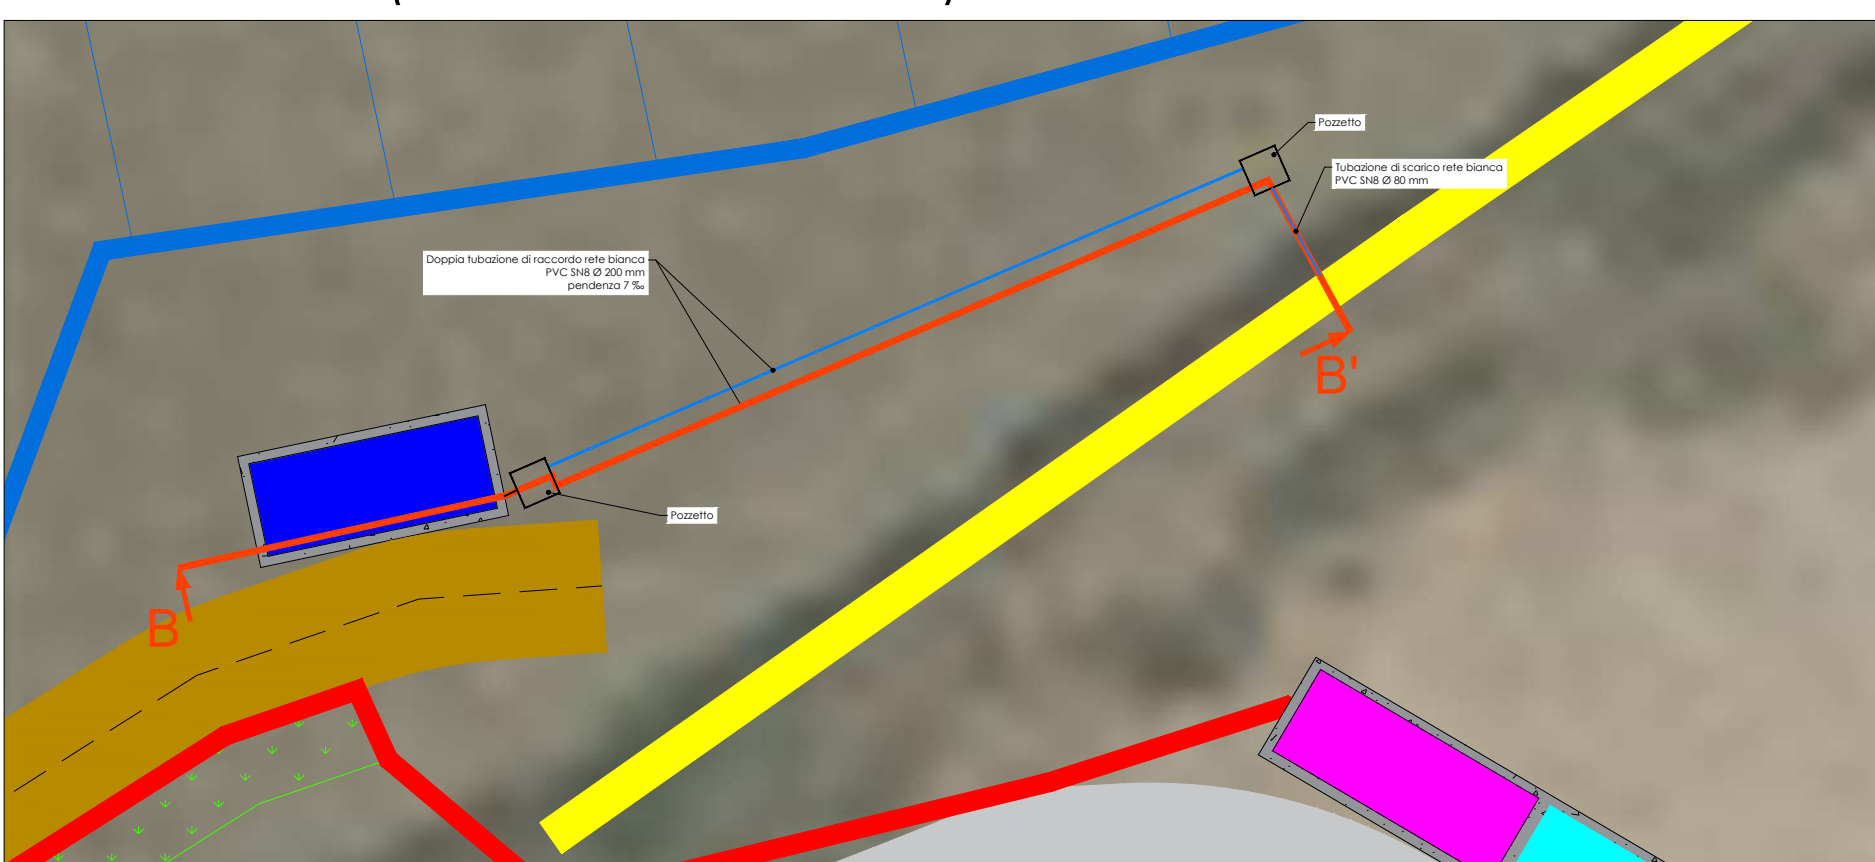 Pozzetto
Tubazione di scarico rete bianca
PVC SN8 Ø 80 mm
Doppia tubazione di raccordo rete bianca
PVC SN8 Ø 200 mm
pendenza 7 ‰
B'
Pozzetto
B